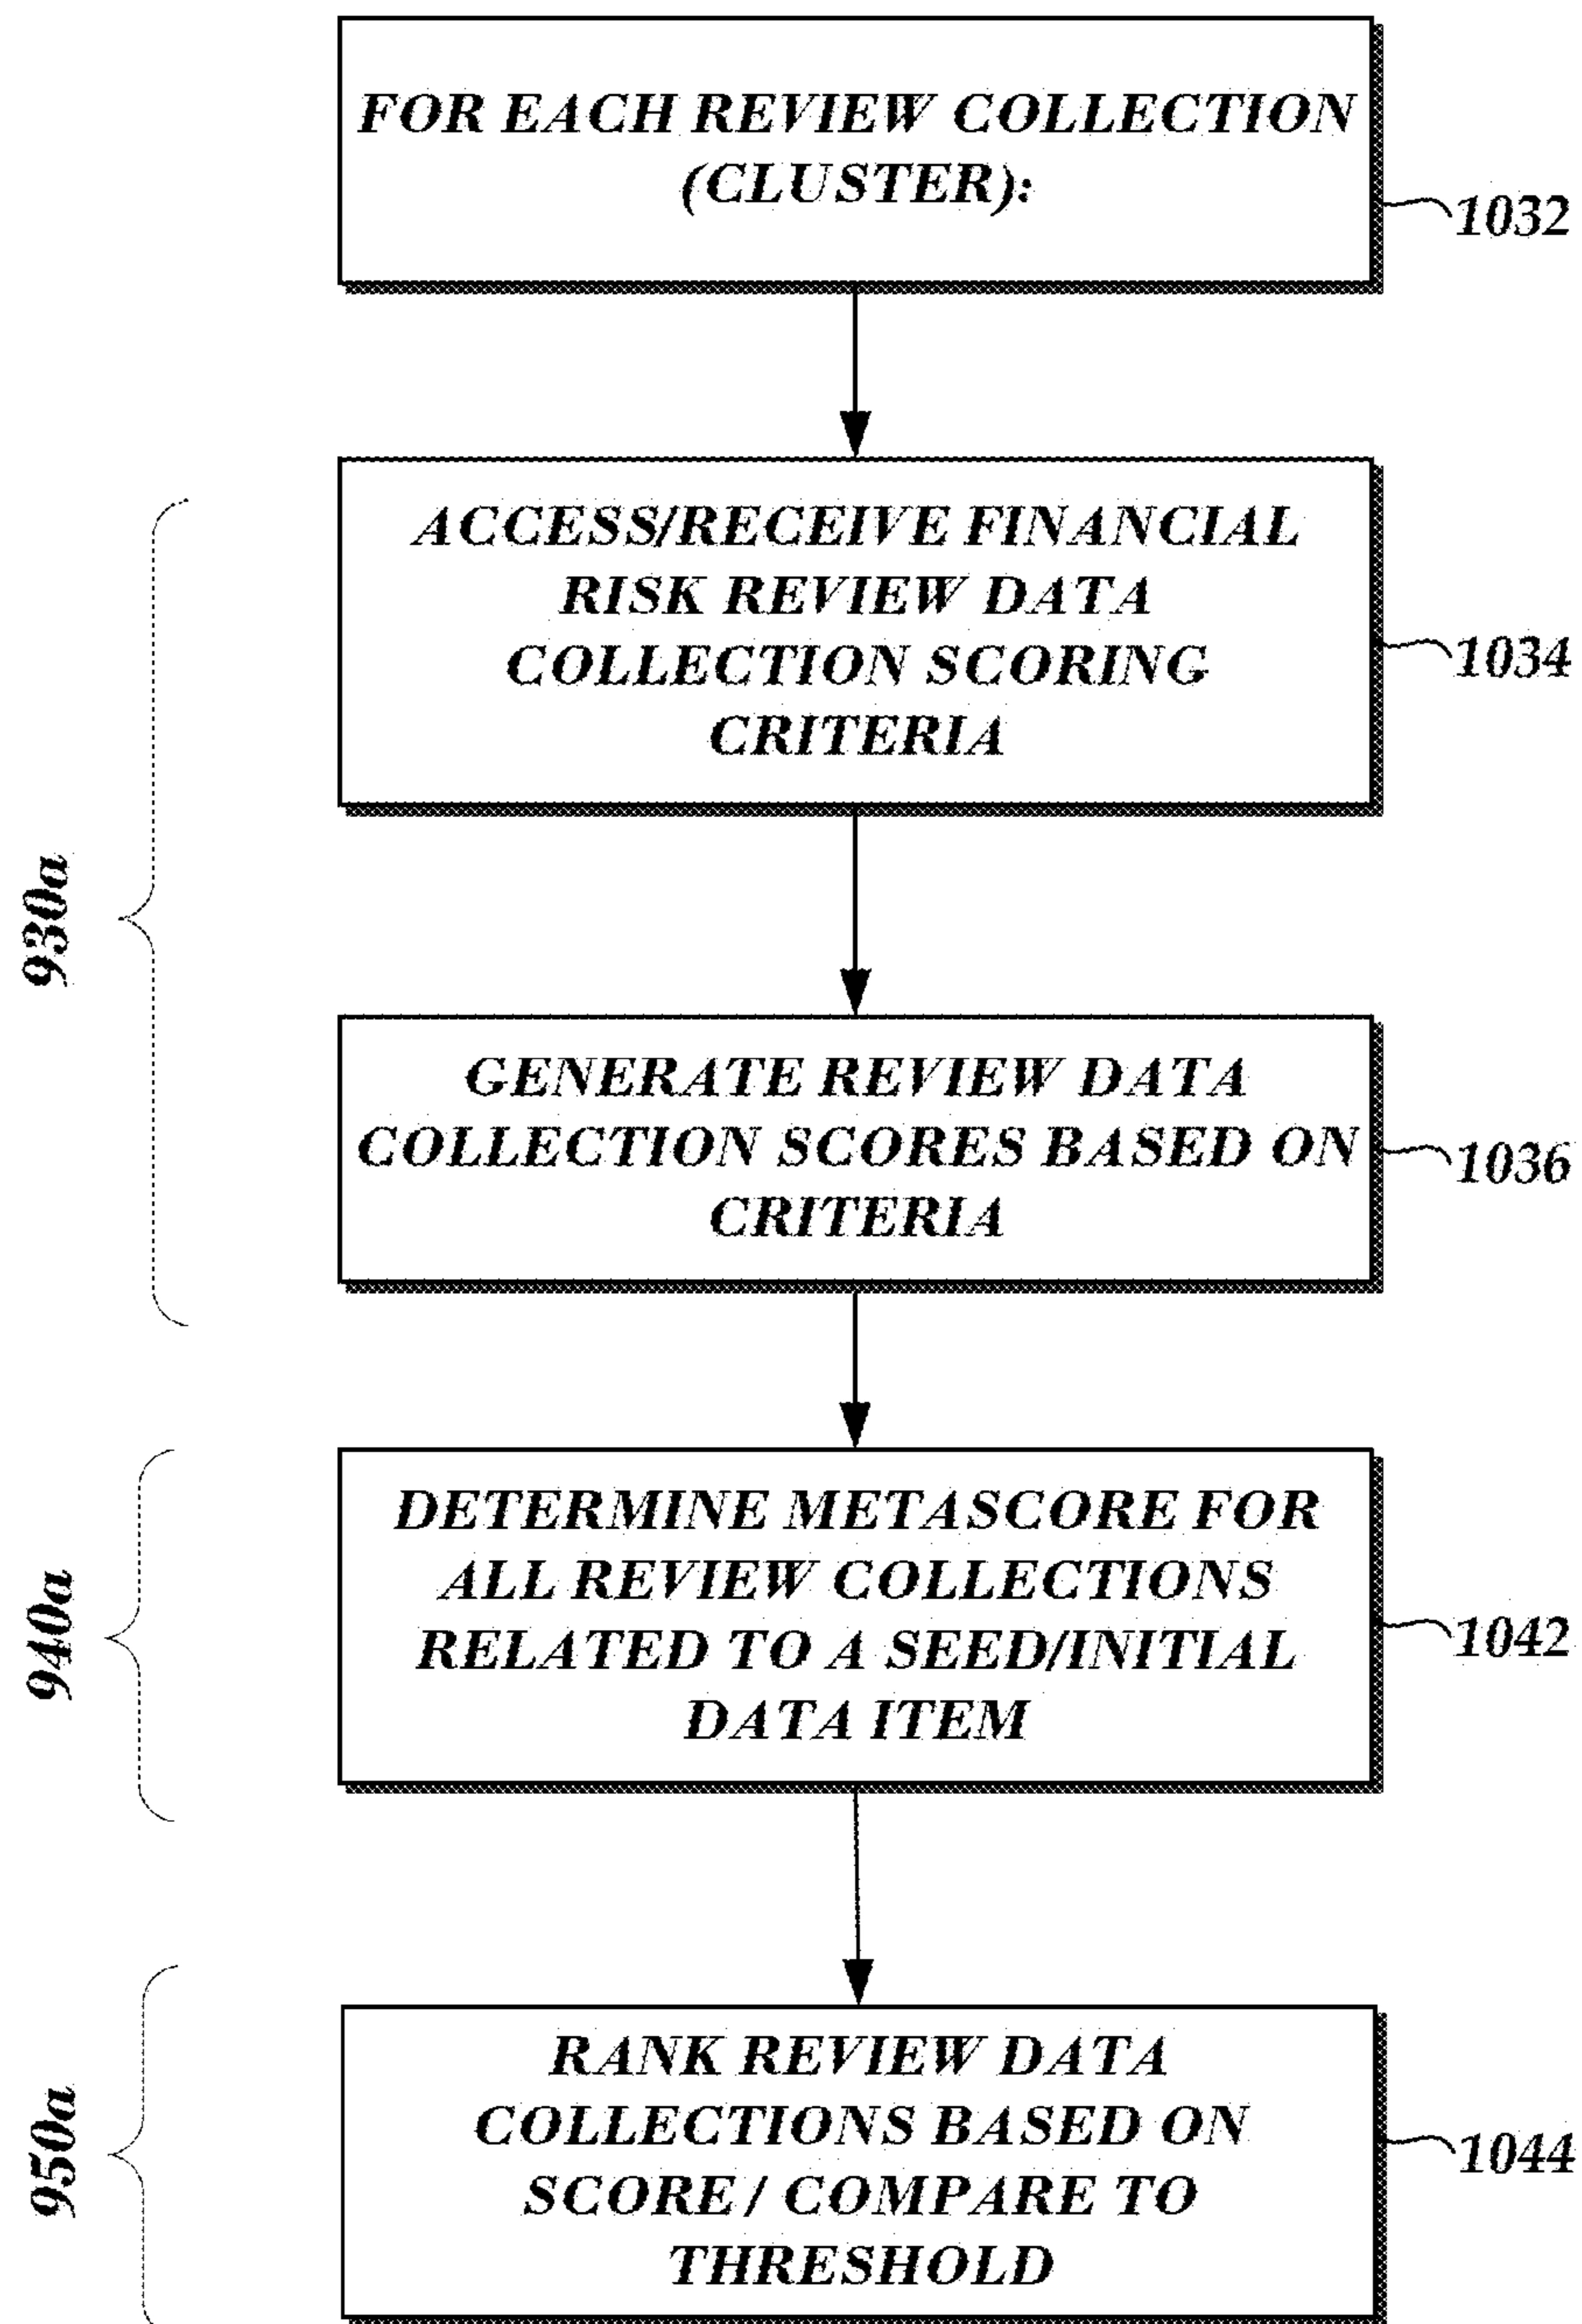 FOR EACH REVIEW COLLECTION
(CLUSTER):
1032
ACCESS/RECEIVE FINANCIAL
RISK REVIEW DATA
COLLECTION SCORING
CRITERIA
1034
930a
GENERATE REVIEW DATA
COLLECTION SCORES BASED ON
CRITERIA
1036
DETERMINE METASCORE FOR
ALL REVIEW COLLECTIONS
RELATED TO A SEED/INITIAL
DATA ITEM
1042
940a
RANK REVIEW DATA
COLLECTIONS BASED ON
SCORE / COMPARE TO
THRESHOLD
1044
950a